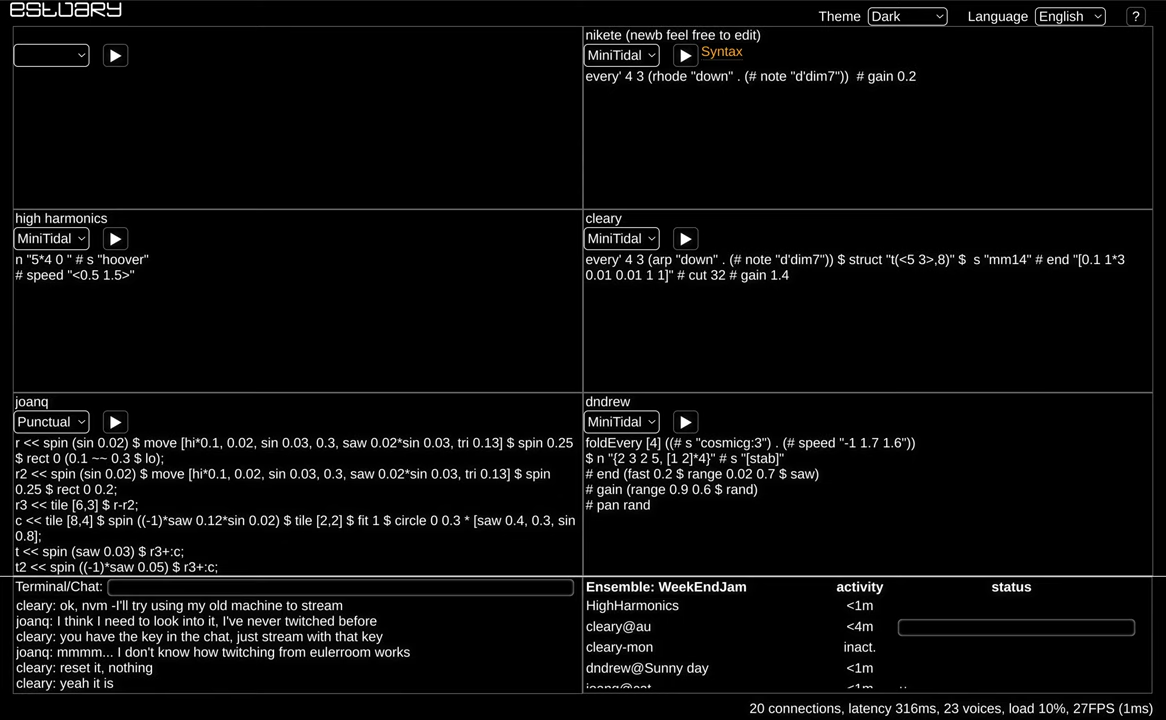 estuary
Theme Dark Language English ?
nikete (newb feel free to edit)
MiniTidal Syntax
every' 4 3 (rhode "down" . (# note "d'dim7")) # gain 0.2
high harmonics
MiniTidal
n "5*4 0 " # s "hoover"
# speed "<0.5 1.5>"
cleary
MiniTidal
every' 4 3 (arp "down" . (# note "d'dim7")) $ struct "t(<5 3>,8)" $ s "mm14" # end "[0.1 1*3
0.01 0.01 1 1]" # cut 32 # gain 1.4
joanq
Punctual
r << spin (sin 0.02) $ move [hi*0.1, 0.02, sin 0.03, 0.3, saw 0.02*sin 0.03, tri 0.13] $ spin 0.25
$ rect 0 (0.1 ~~ 0.3 $ lo);
r2 << spin (sin 0.02) $ move [hi*0.1, 0.02, sin 0.03, 0.3, saw 0.02*sin 0.03, tri 0.13] $ spin
0.25 $ rect 0 0.2;
r3 << tile [6,3] $ r-r2;
c << tile [8,4] $ spin ((-1)*saw 0.12*sin 0.02) $ tile [2,2] $ fit 1 $ circle 0 0.3 * [saw 0.4, 0.3, sin
0.8];
t << spin (saw 0.03) $ r3+:c;
t2 << spin ((-1)*saw 0.05) $ r3+:c;
dndrew
MiniTidal
foldEvery [4] ((# s "cosmicg:3") . (# speed "-1 1.7 1.6"))
$ n "{2 3 2 5, [1 2]*4}" # s "[stab]"
# end (fast 0.2 $ range 0.02 0.7 $ saw)
# gain (range 0.9 0.6 $ rand)
# pan rand
Terminal/Chat:
cleary: ok, nvm -I'll try using my old machine to stream
joanq: I think I need to look into it, I've never twitched before
cleary: you have the key in the chat, just stream with that key
joanq: mmmm... I don't know how twitching from eulerroom works
cleary: reset it, nothing
cleary: yeah it is
Ensemble: WeekEndJam activity status
HighHarmonics <1m
cleary@au <4m
cleary-mon inact.
dndrew@Sunny day <1m
20 connections, latency 316ms, 23 voices, load 10%, 27FPS (1ms)